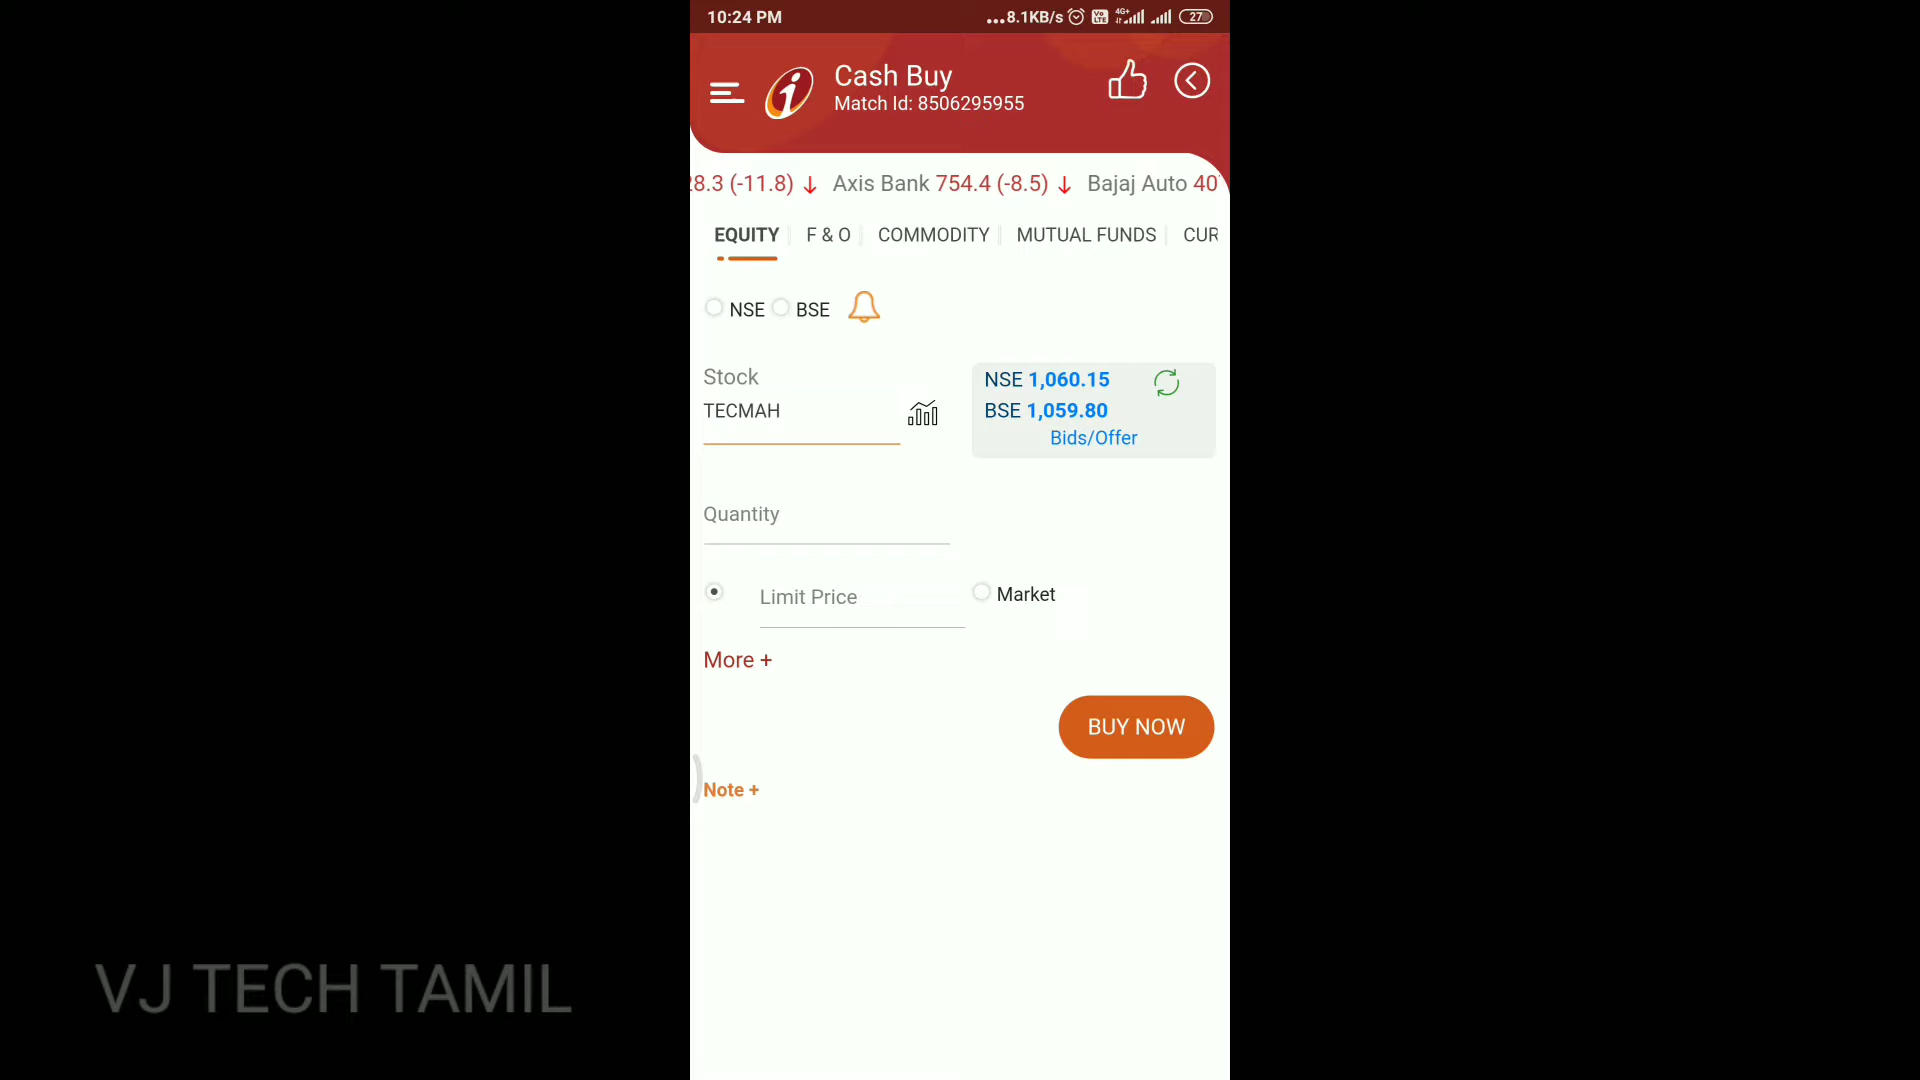 10:24 PM
...8.1KB/s 4G+ 27
Cash Buy
Match Id: 8506295955
28.3 (-11.8) ↓ Axis Bank 754.4 (-8.5) ↓ Bajaj Auto 40
EQUITY F & O COMMODITY MUTUAL FUNDS CUR
NSE BSE
Stock
TECMAH
NSE 1,060.15
BSE 1,059.80
Bids/Offer
Quantity
Limit Price
Market
More +
BUY NOW
Note +
VJ TECH TAMIL